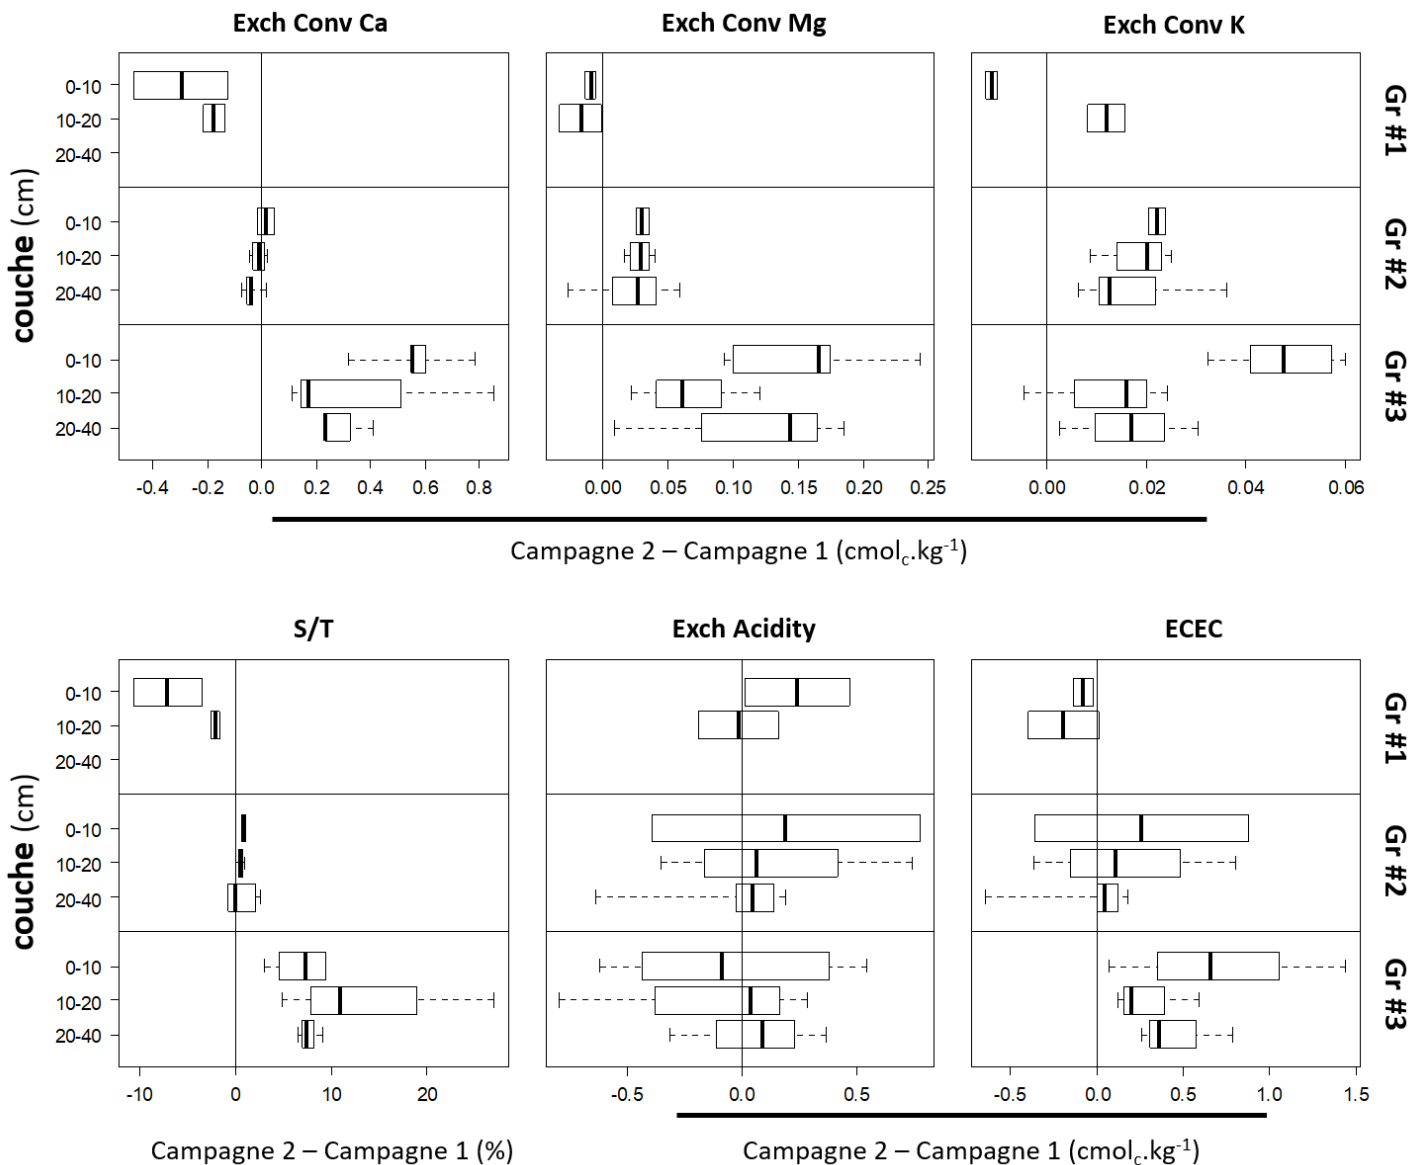 Exch Conv Ca Exch Conv Mg Exch Conv K
0-10
10-20
20-40
Gr #1
0-10
10-20
20-40
Gr #2
0-10
10-20
20-40
Gr #3
couche (cm)
-0.4 -0.2 0.0 0.2 0.4 0.6 0.8 0.00 0.05 0.10 0.15 0.20 0.25 0.00 0.02 0.04 0.06
Campagne 2 – Campagne 1 (cmolc.kg-1)
S/T Exch Acidity ECEC
0-10
10-20
20-40
Gr #1
0-10
10-20
20-40
Gr #2
0-10
10-20
20-40
Gr #3
couche (cm)
-10 0 10 20 -0.5 0.0 0.5 -0.5 0.0 0.5 1.0 1.5
Campagne 2 – Campagne 1 (%) Campagne 2 – Campagne 1 (cmolc.kg-1)